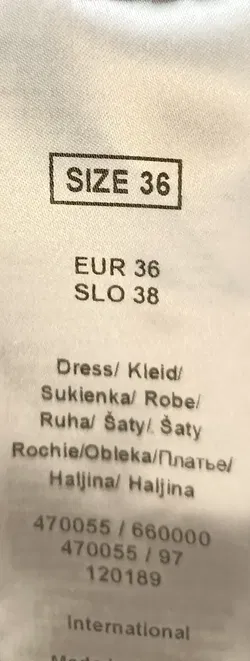 SIZE 36
EUR 36
SLO 38
Dress/ Kleid/
Sukienka/ Robe/
Ruha/ Šaty/ Šaty
Rochie/Obleka/Платье/
Haljina/ Haljina
470055 / 660000
470055 / 97
120189
International